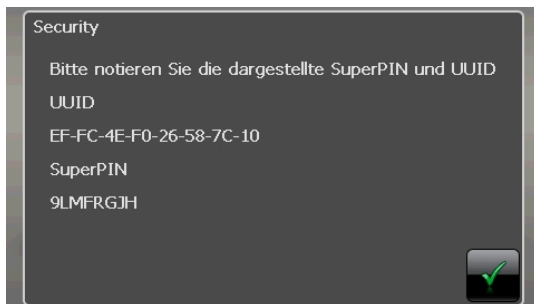 Security
Bitte notieren Sie die dargestellte SuperPIN und UUID
UUID
EF-FC-4E-F0-26-58-7C-10
SuperPIN
9LMFRGJH